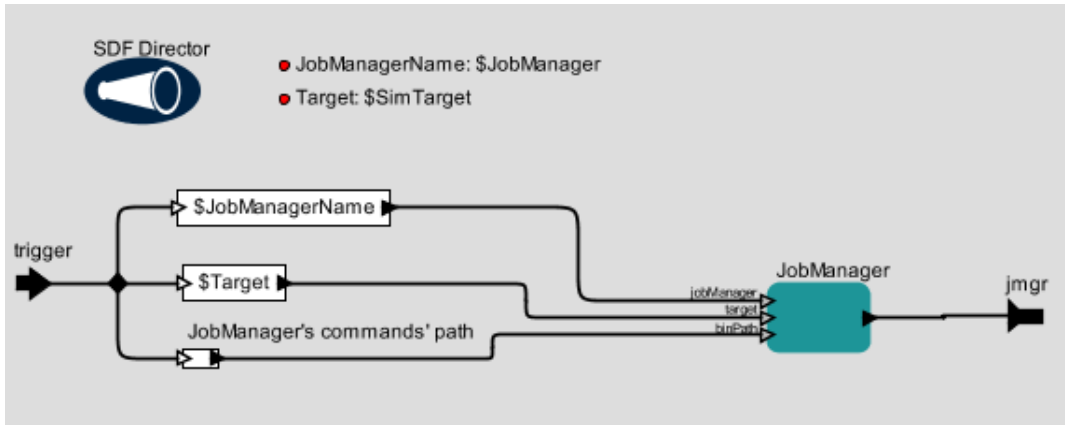 SDF Director
JobManagerName: $JobManager
Target: $SimTarget
$JobManagerName
trigger
$Target
JobManager
jobManager
target
binPath
jmgr
JobManager's commands' path